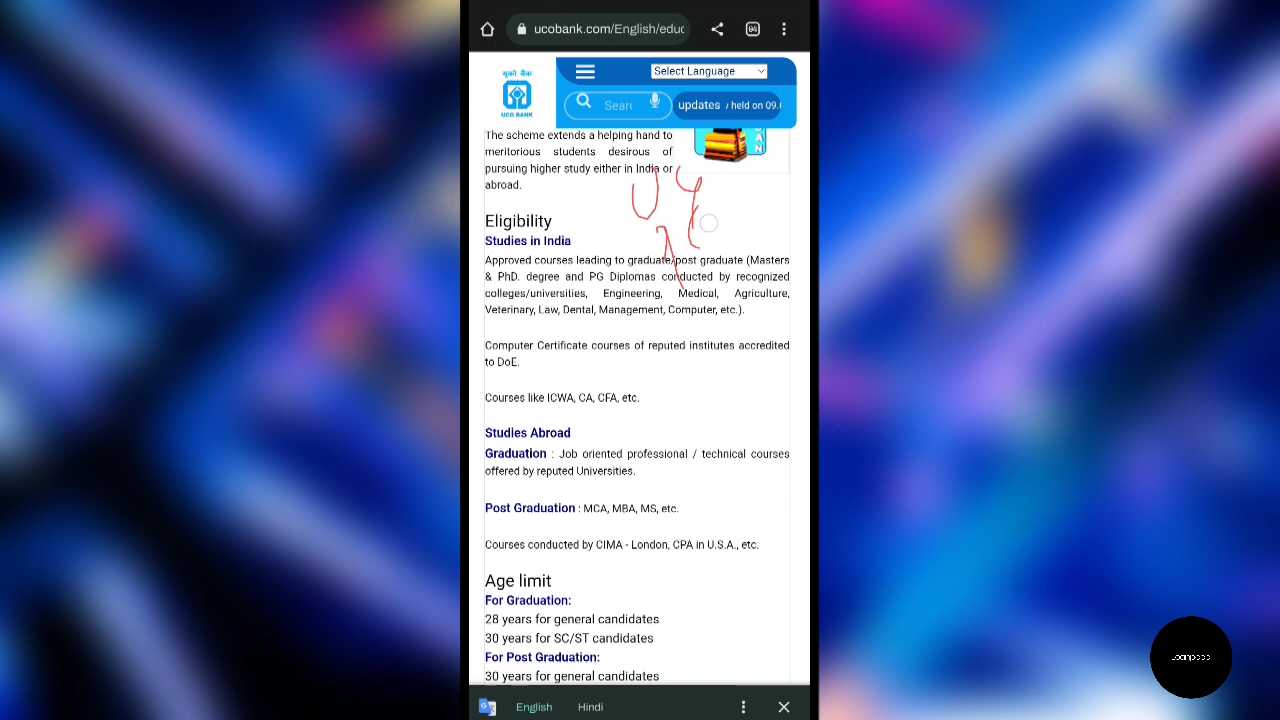 ucobank.com/English/educ
94
यूको बैंक
UCO BANK
Select Language
Searc
updates
/ held on 09.
The scheme extends a helping hand to
meritorious students desirous of
pursuing higher study either in India or
abroad.
Eligibility
Studies in India
Approved courses leading to graduate/post graduate (Masters
& PhD. degree and PG Diplomas conducted by recognized
colleges/universities, Engineering, Medical, Agriculture,
Veterinary, Law, Dental, Management, Computer, etc.).
Computer Certificate courses of reputed institutes accredited
to DoE.
Courses like ICWA, CA, CFA, etc.
Studies Abroad
Graduation : Job oriented professional / technical courses
offered by reputed Universities.
Post Graduation : MCA, MBA, MS, etc.
Courses conducted by CIMA - London, CPA in U.S.A., etc.
Age limit
For Graduation:
28 years for general candidates
30 years for SC/ST candidates
For Post Graduation:
30 years for general candidates
English
Hindi